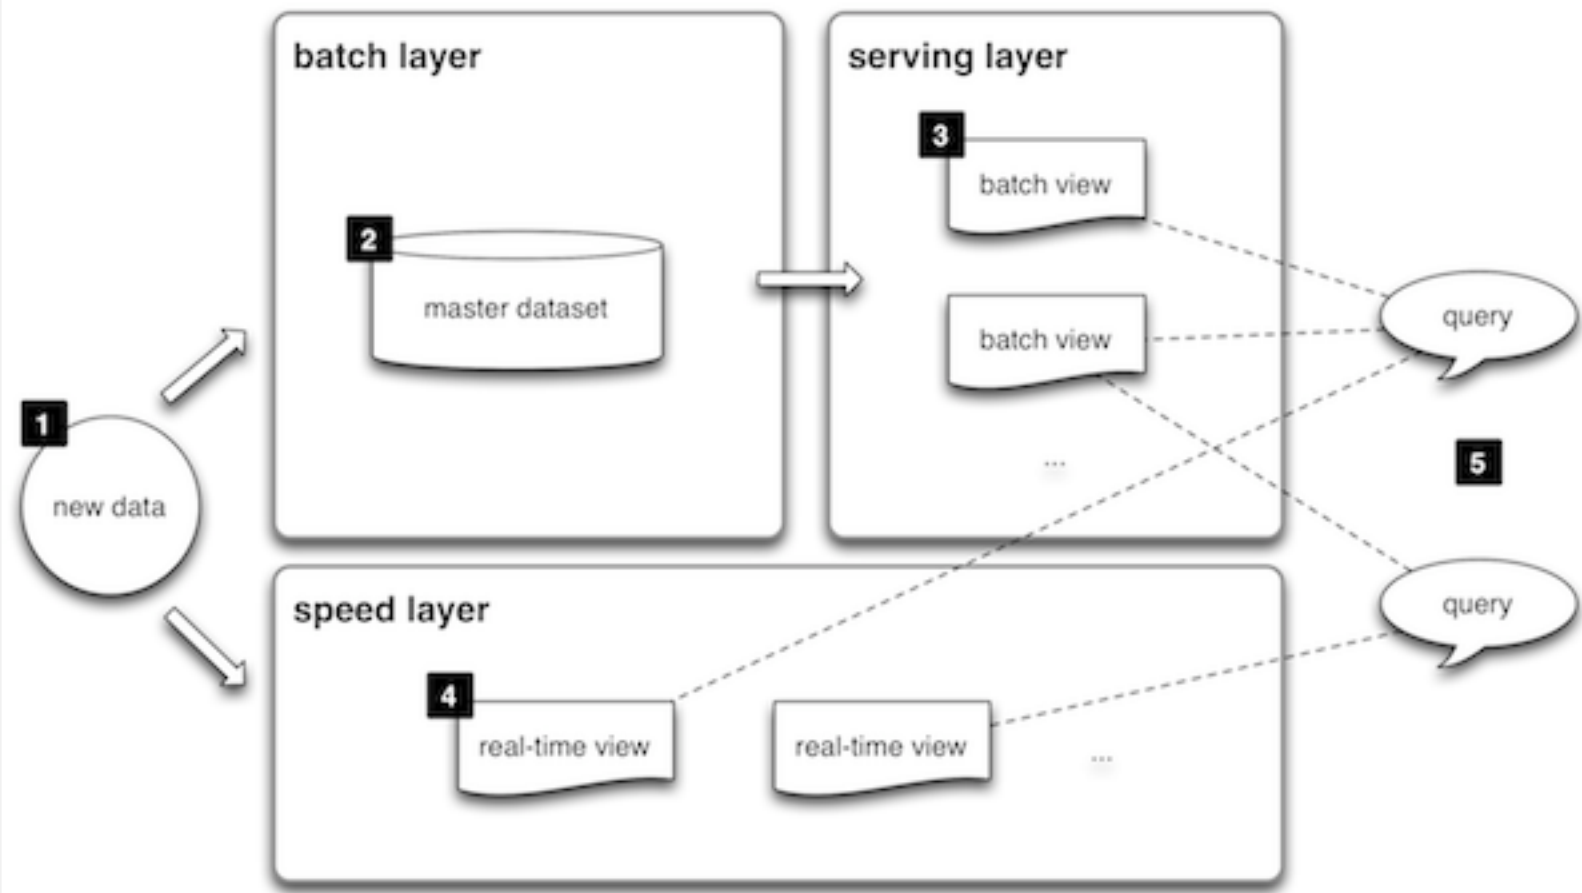 batch layer
serving layer
3
batch view
2
master dataset
batch view
query
1
new data
...
5
query
speed layer
4
real-time view
real-time view
...